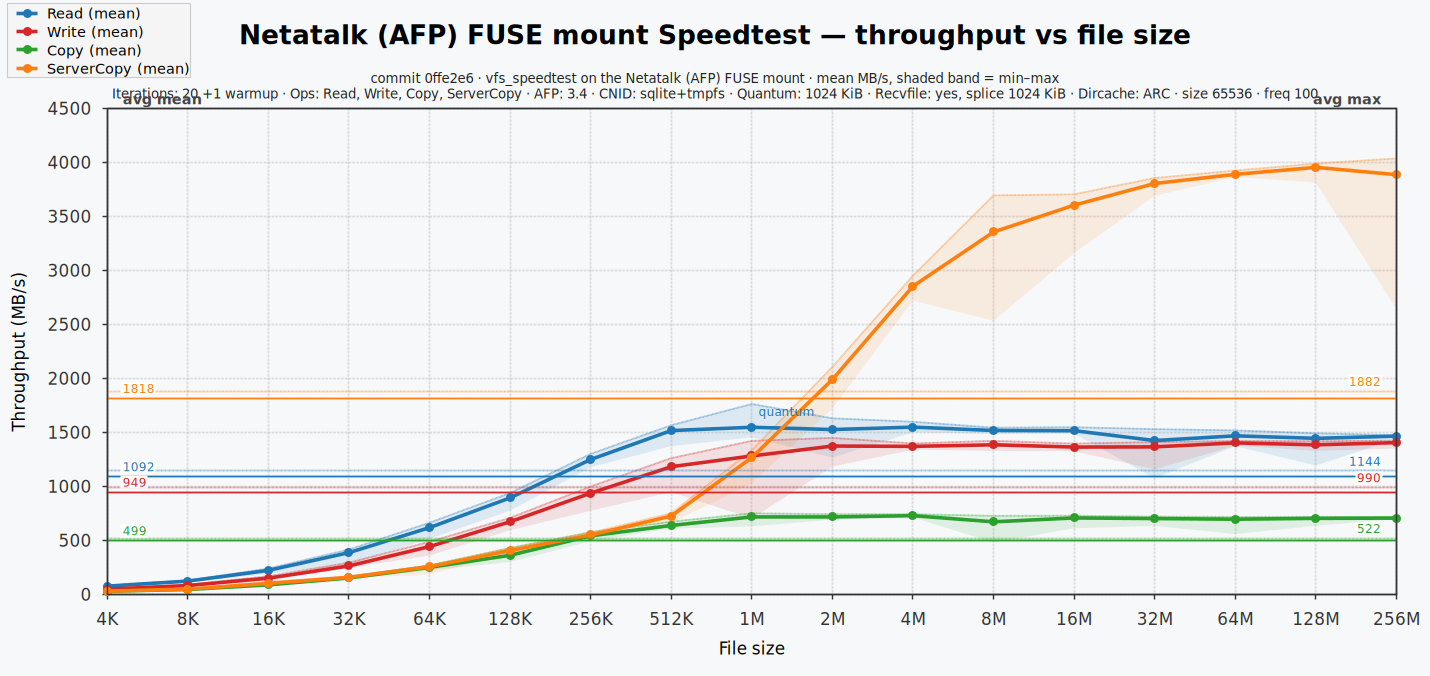 Read (mean)
Write (mean)
Copy (mean)
ServerCopy (mean)
Netatalk (AFP) FUSE mount Speedtest — throughput vs file size
commit 0ffe2e6 · vfs_speedtest on the Netatalk (AFP) FUSE mount · mean MB/s, shaded band = min–max
Iterations: 20 +1 warmup · Ops: Read, Write, Copy, ServerCopy · AFP: 3.4 · CNID: sqlite+tmpfs · Quantum: 1024 KiB · Recvfile: yes, splice 1024 KiB · Dircache: ARC · size 65536 · freq 100
avg mean
avg max
4500
4000
3500
3000
2500
2000
1500
1000
500
0
Throughput (MB/s)
1818
1882
quantum
1092
1144
949
990
499
522
4K 8K 16K 32K 64K 128K 256K 512K 1M 2M 4M 8M 16M 32M 64M 128M 256M
File size